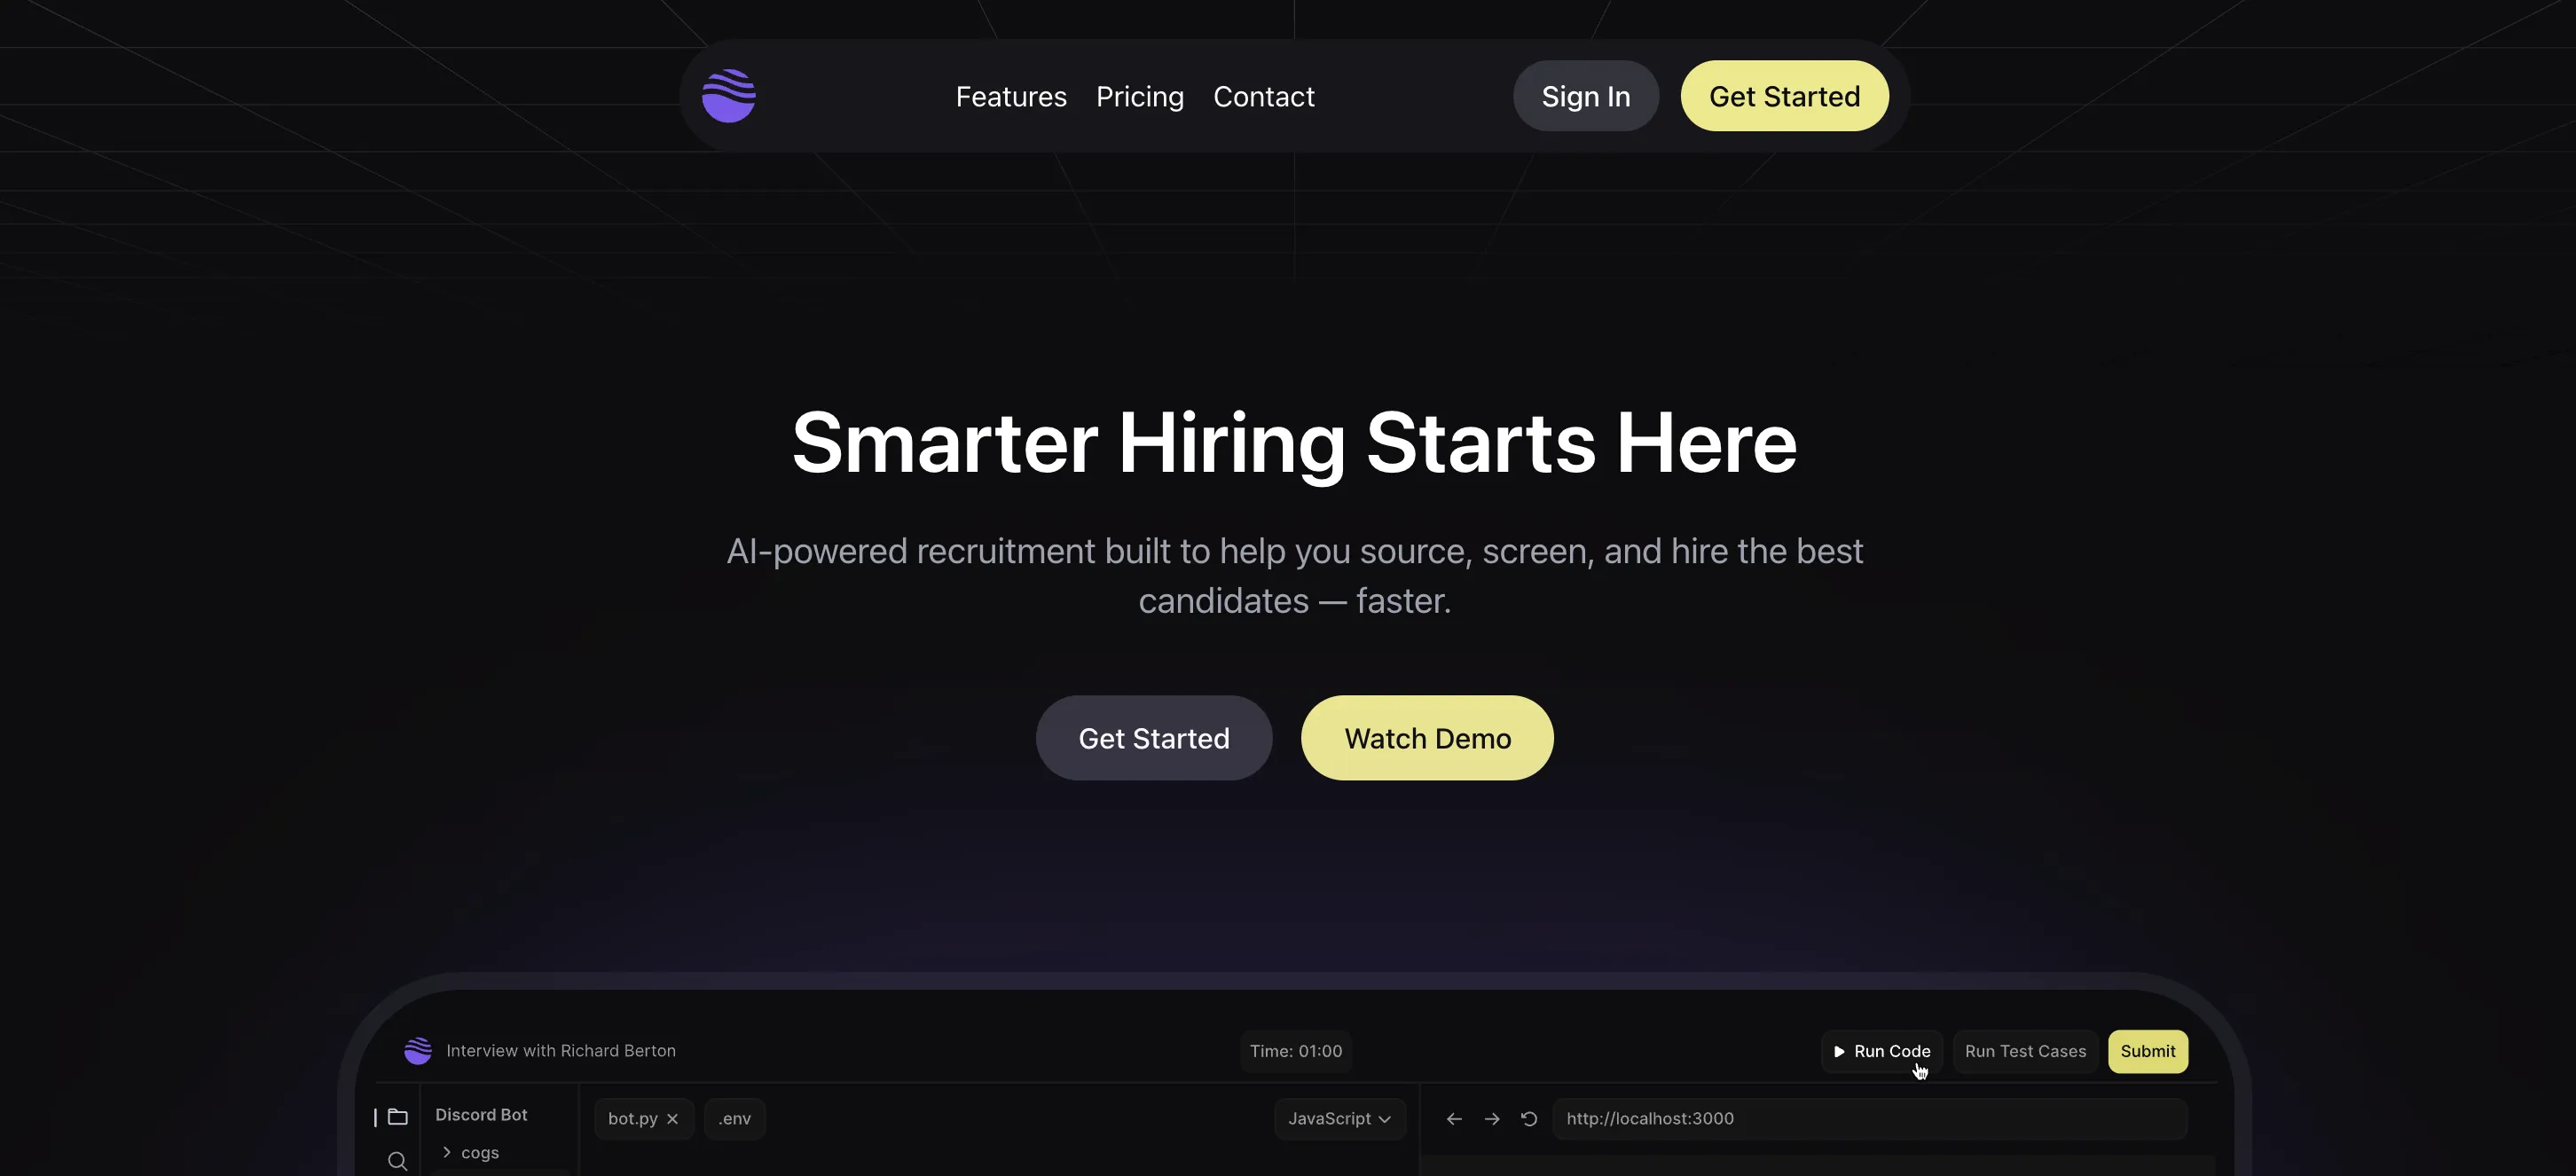 Features Pricing Contact Sign In Get Started
Smarter Hiring Starts Here
AI-powered recruitment built to help you source, screen, and hire the best
candidates — faster.
Get Started Watch Demo
Interview with Richard Berton Time: 01:00 Run Code Run Test Cases Submit
Discord Bot bot.py .env JavaScript http://localhost:3000
cogs